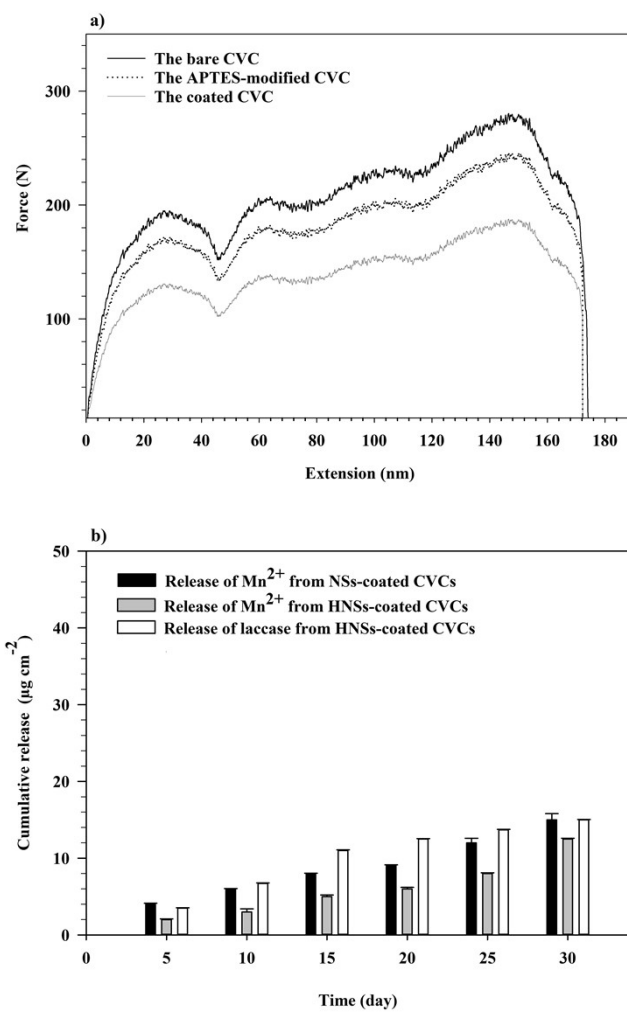 a)
300
200
100
Force (N)
The bare CVC
The APTES-modified CVC
The coated CVC
0 20 40 60 80 100 120 140 160 180
Extension (nm)
b)
50
40
30
20
10
0
Cumulative release (µg cm⁻²)
Release of Mn²⁺ from NSs-coated CVCs
Release of Mn²⁺ from HNSs-coated CVCs
Release of laccase from HNSs-coated CVCs
0 5 10 15 20 25 30
Time (day)